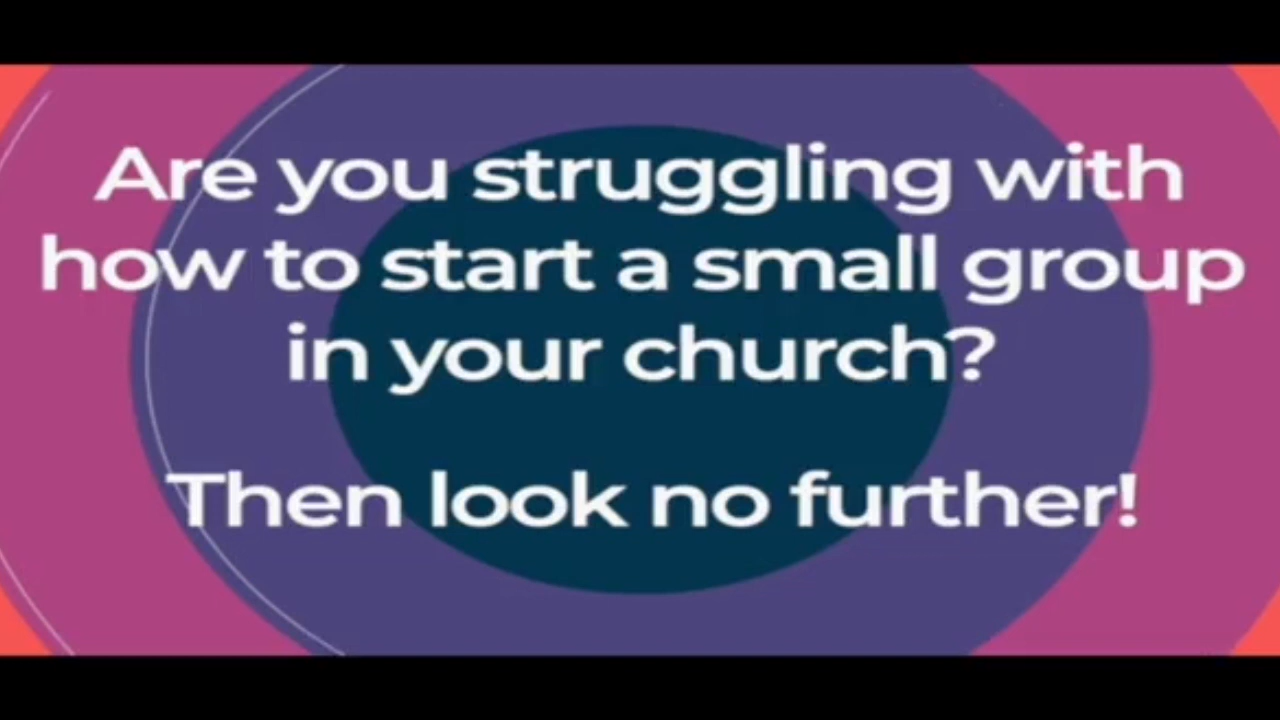 Are you struggling with
how to start a small group
in your church?
Then look no further!